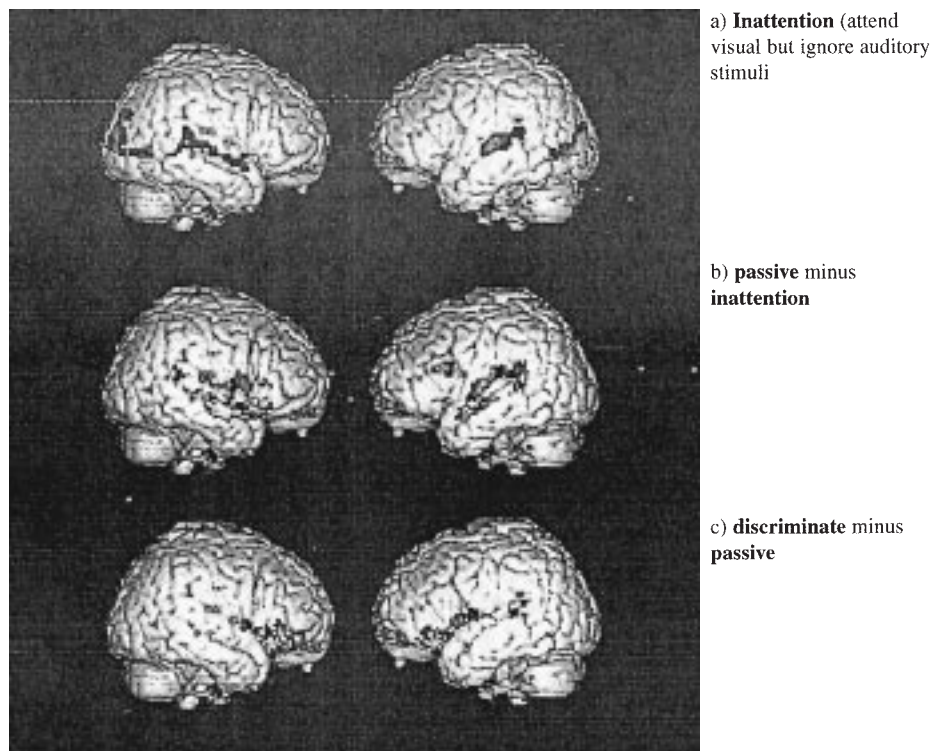 a) Inattention (attend
visual but ignore auditory
stimuli
b) passive minus
inattention
c) discriminate minus
passive